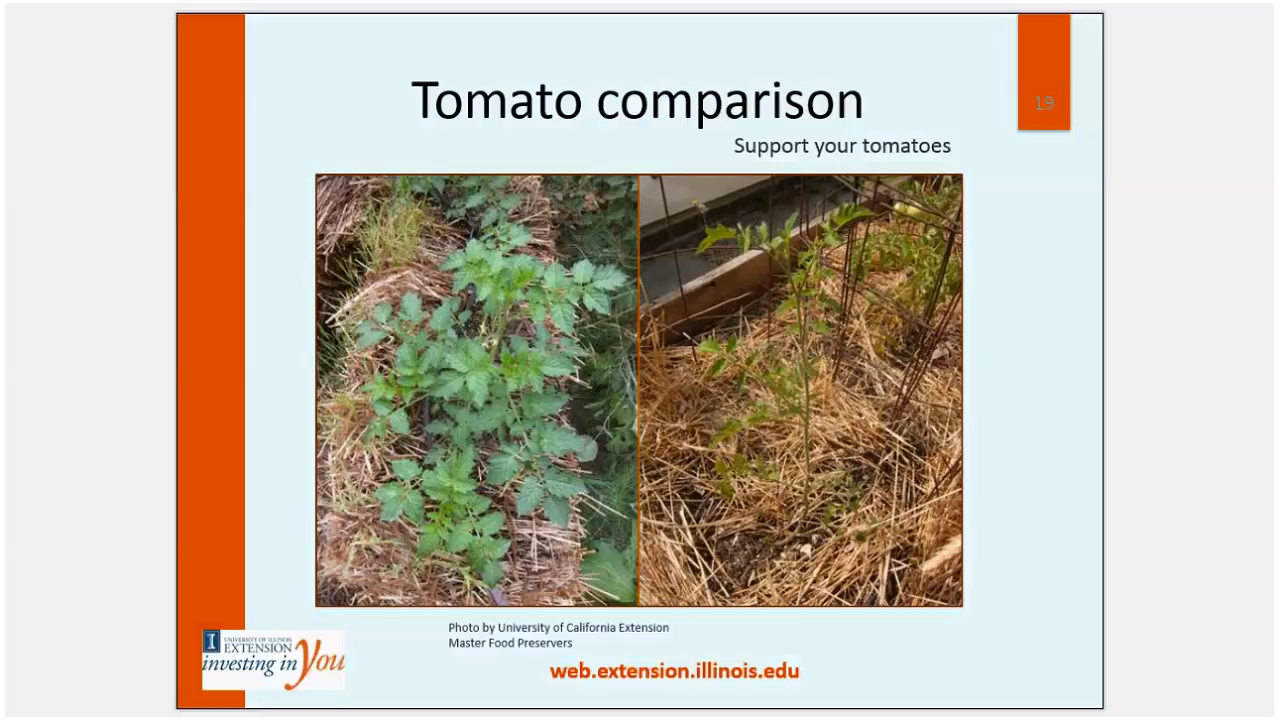 Tomato comparison
19
Support your tomatoes
Photo by University of California Extension
Master Food Preservers
I
UNIVERSITY OF ILLINOIS
EXTENSION
investing in You
web.extension.illinois.edu